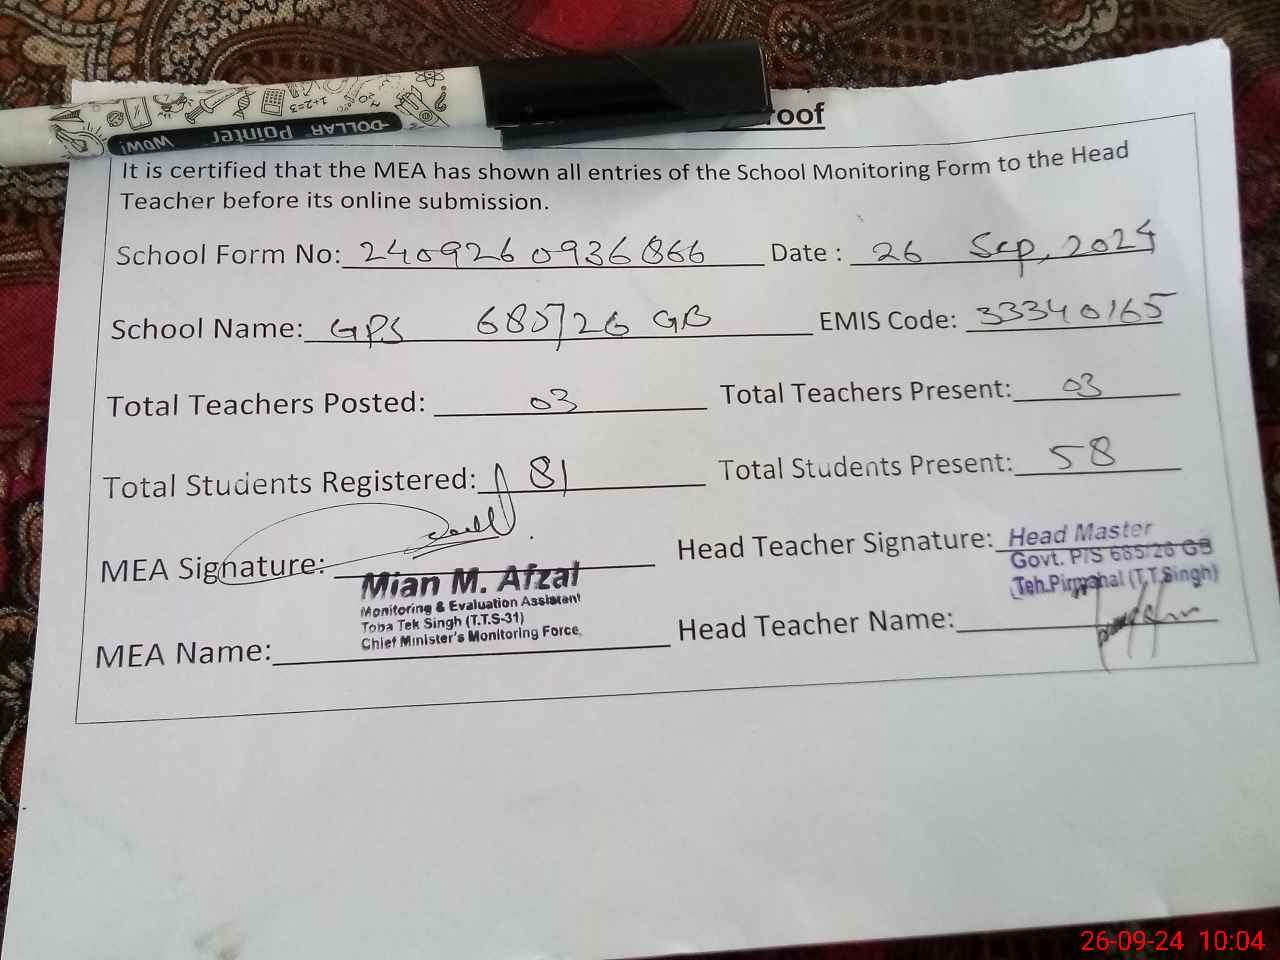 DOLLAR Pointer WOW!
1+2=3
roof
It is certified that the MEA has shown all entries of the School Monitoring Form to the Head
Teacher before its online submission.
School Form No: 240926 0936866 Date : 26 Sep, 2024
School Name: GPS 685/26 GB EMIS Code: 33340165
Total Teachers Posted: 03 Total Teachers Present: 03
Total Students Registered: 81 Total Students Present: 58
MEA Signature: Head Teacher Signature: Head Master
Mian M. Afzal Govt. P/S 685/26 GB
Monitoring & Evaluation Assistant Teh.Pirmahal (T.T.Singh)
Toba Tek Singh (T.T.S-31)
Chief Minister's Monitoring Force.
MEA Name: Head Teacher Name:
26-09-24 10:04